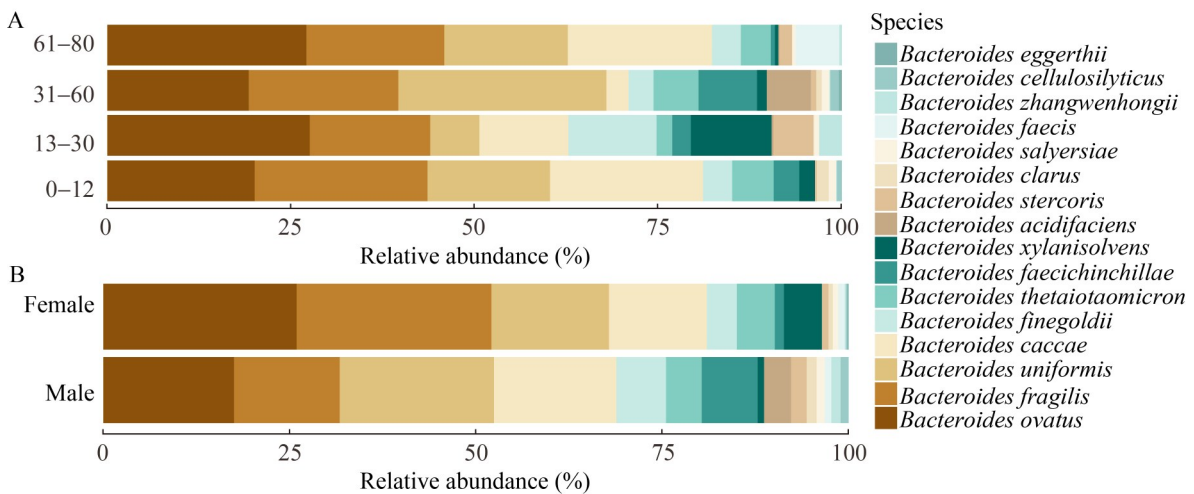 A
61–80
31–60
13–30
0–12
0 25 50 75 100
Relative abundance (%)
B
Female
Male
0 25 50 75 100
Relative abundance (%)
Species
Bacteroides eggerthii
Bacteroides cellulosilyticus
Bacteroides zhangwenhongii
Bacteroides faecis
Bacteroides salyersiae
Bacteroides clarus
Bacteroides stercoris
Bacteroides acidifaciens
Bacteroides xylanisolvens
Bacteroides faecichinchillae
Bacteroides thetaiotaomicron
Bacteroides finegoldii
Bacteroides caccae
Bacteroides uniformis
Bacteroides fragilis
Bacteroides ovatus